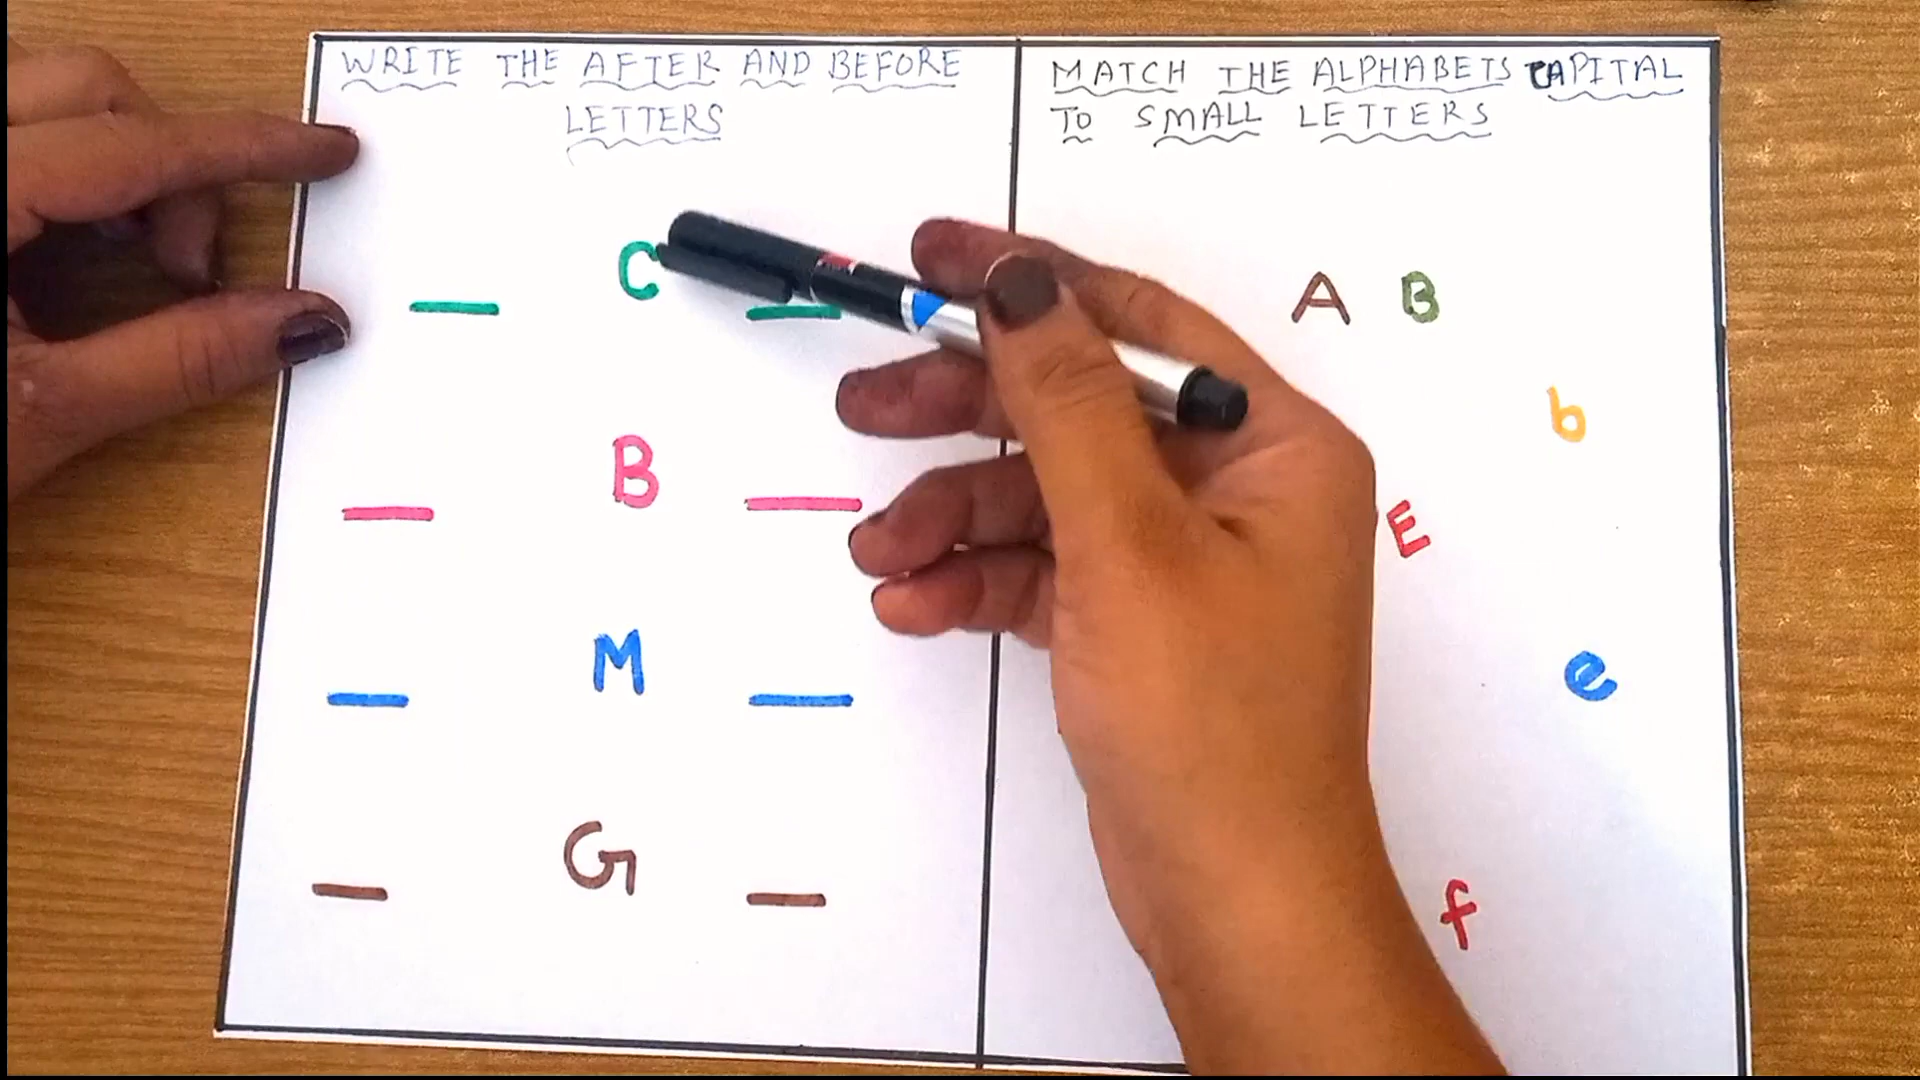 WRITE THE AFTER AND BEFORE
LETTERS
C
B
M
G
MATCH THE ALPHABETS CAPITAL
TO SMALL LETTERS
A B
b
E
e
f